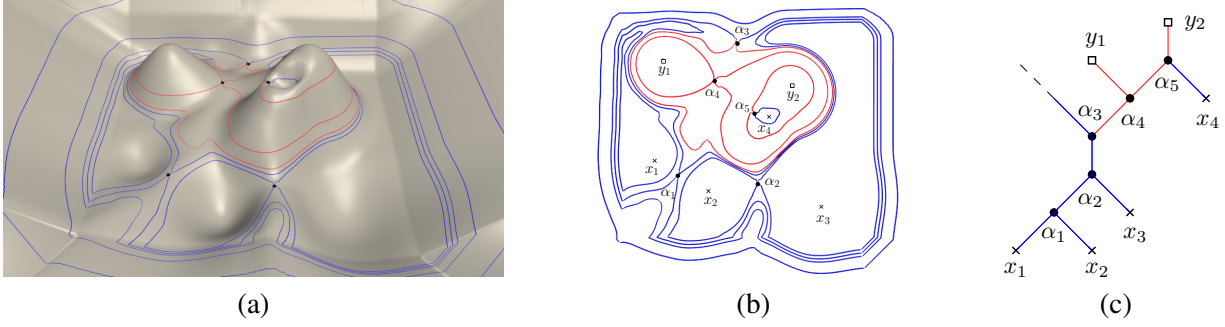 α₃
y₁
α₄
y₂
α₅
x₄
x₁
α₁
x₂
α₂
x₃
y₂
y₁
α₅
α₄
x₄
α₃
α₂
α₁
x₃
x₁
x₂
(a)
(b)
(c)